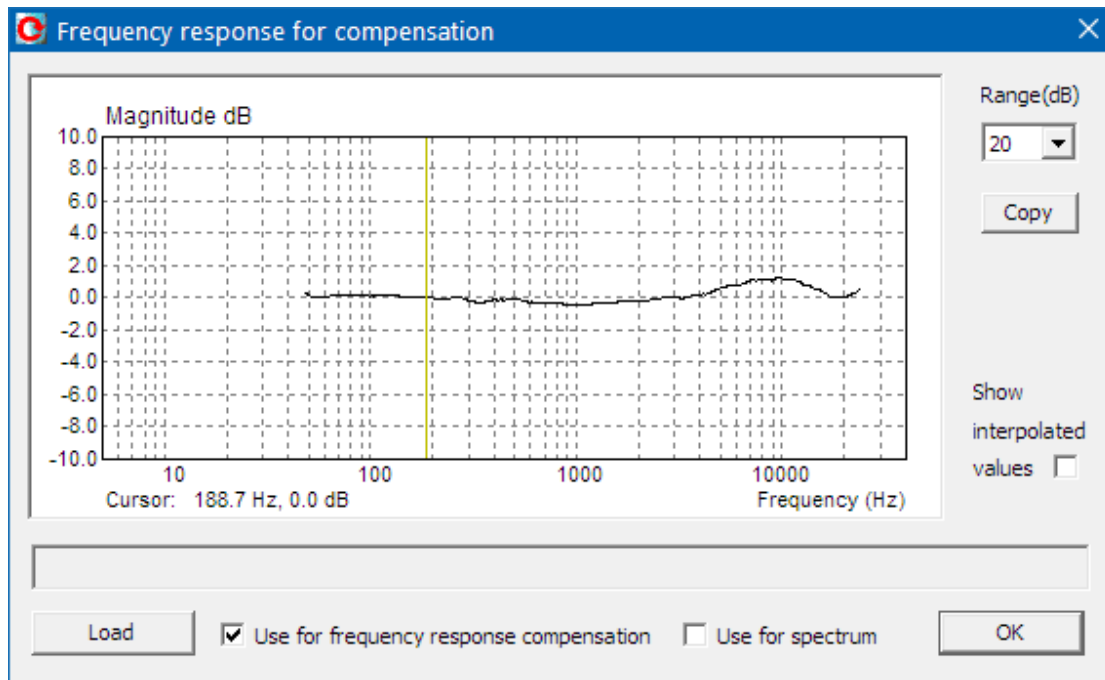 Frequency response for compensation
Magnitude dB
10.0
8.0
6.0
4.0
2.0
0.0
-2.0
-4.0
-6.0
-8.0
-10.0
10 100 1000 10000
Cursor: 188.7 Hz, 0.0 dB Frequency (Hz)
Range(dB)
20
Copy
Show
interpolated
values
Load Use for frequency response compensation Use for spectrum OK